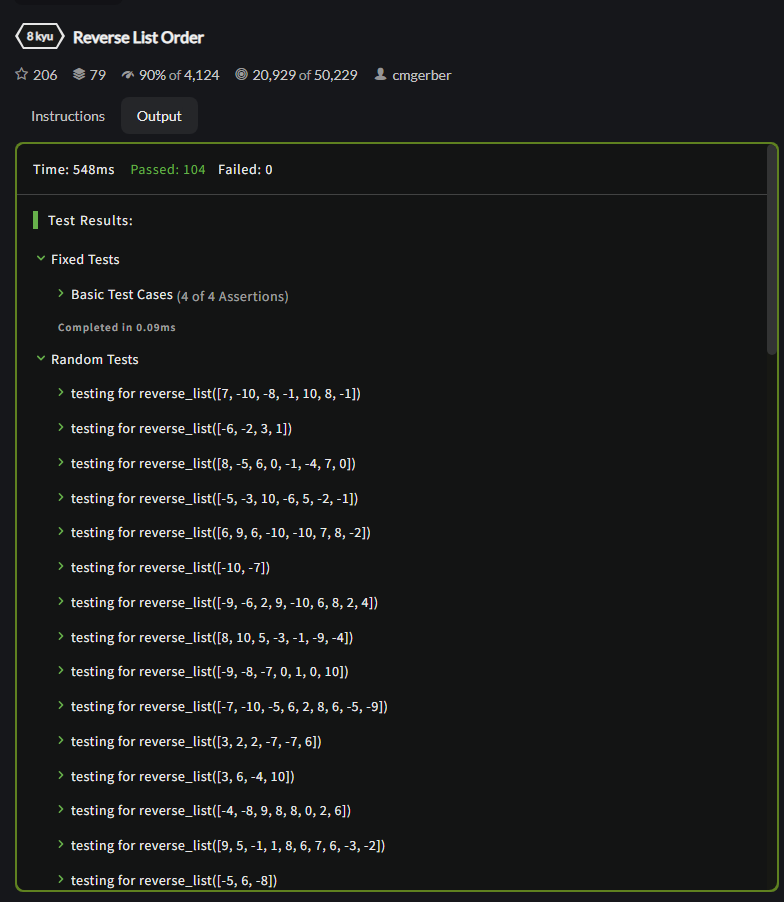 8 kyu Reverse List Order
206 79 90% of 4,124 20,929 of 50,229 cmgerber
Instructions Output
Time: 548ms Passed: 104 Failed: 0
Test Results:
Fixed Tests
Basic Test Cases (4 of 4 Assertions)
Completed in 0.09ms
Random Tests
testing for reverse_list([7, -10, -8, -1, 10, 8, -1])
testing for reverse_list([-6, -2, 3, 1])
testing for reverse_list([8, -5, 6, 0, -1, -4, 7, 0])
testing for reverse_list([-5, -3, 10, -6, 5, -2, -1])
testing for reverse_list([6, 9, 6, -10, -10, 7, 8, -2])
testing for reverse_list([-10, -7])
testing for reverse_list([-9, -6, 2, 9, -10, 6, 8, 2, 4])
testing for reverse_list([8, 10, 5, -3, -1, -9, -4])
testing for reverse_list([-9, -8, -7, 0, 1, 0, 10])
testing for reverse_list([-7, -10, -5, 6, 2, 8, 6, -5, -9])
testing for reverse_list([3, 2, 2, -7, -7, 6])
testing for reverse_list([3, 6, -4, 10])
testing for reverse_list([-4, -8, 9, 8, 8, 0, 2, 6])
testing for reverse_list([9, 5, -1, 1, 8, 6, 7, 6, -3, -2])
testing for reverse_list([-5, 6, -8])